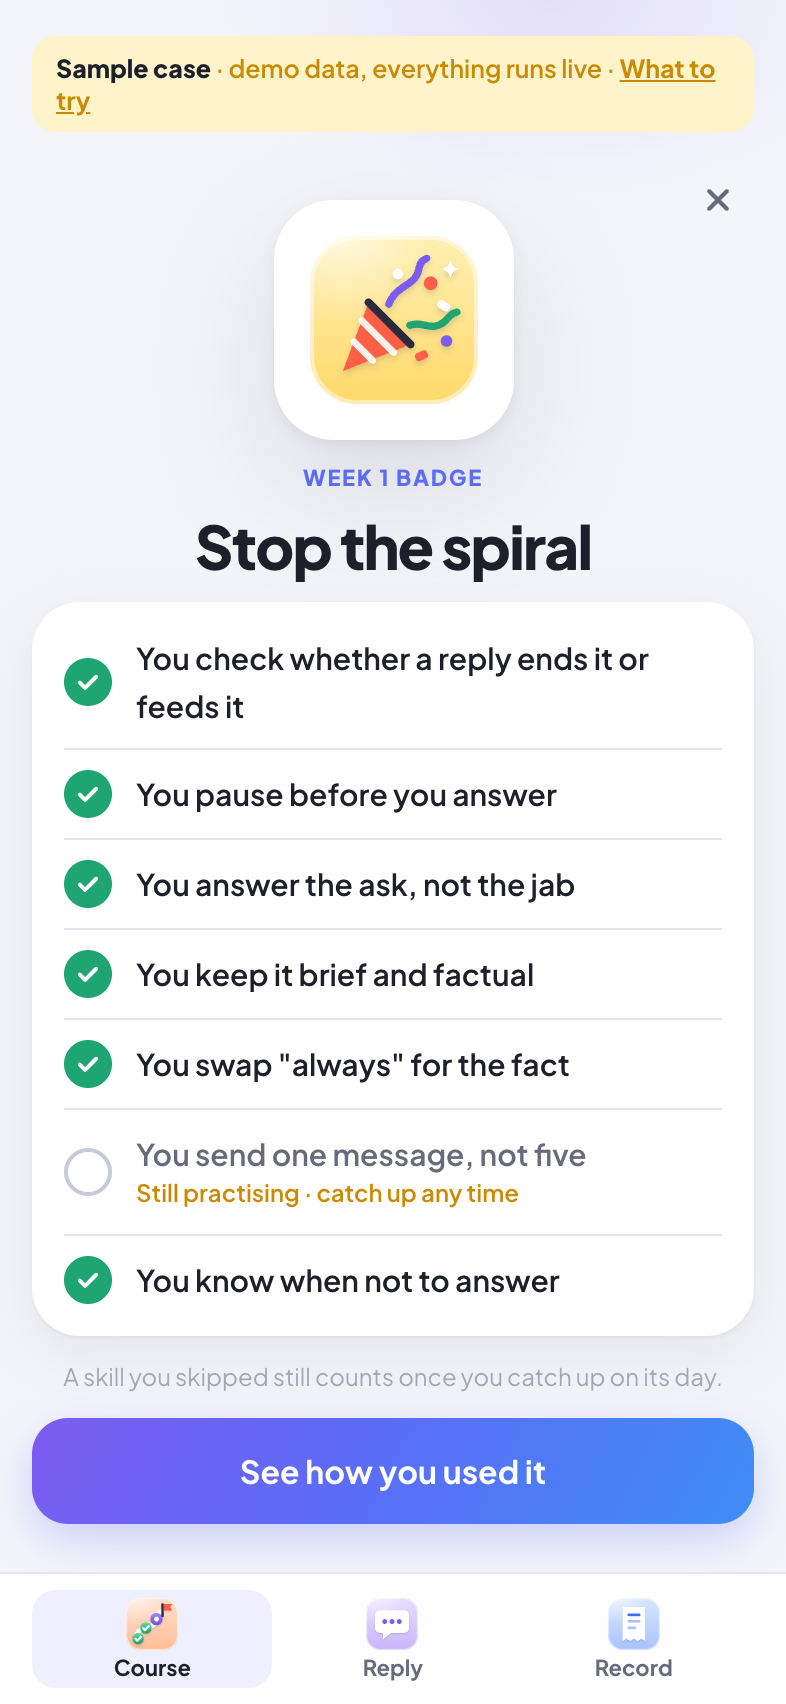 Sample case · demo data, everything runs live · What to
try
WEEK 1 BADGE
Stop the spiral
You check whether a reply ends it or
feeds it
You pause before you answer
You answer the ask, not the jab
You keep it brief and factual
You swap "always" for the fact
You send one message, not five
Still practising · catch up any time
You know when not to answer
A skill you skipped still counts once you catch up on its day.
See how you used it
Course
Reply
Record